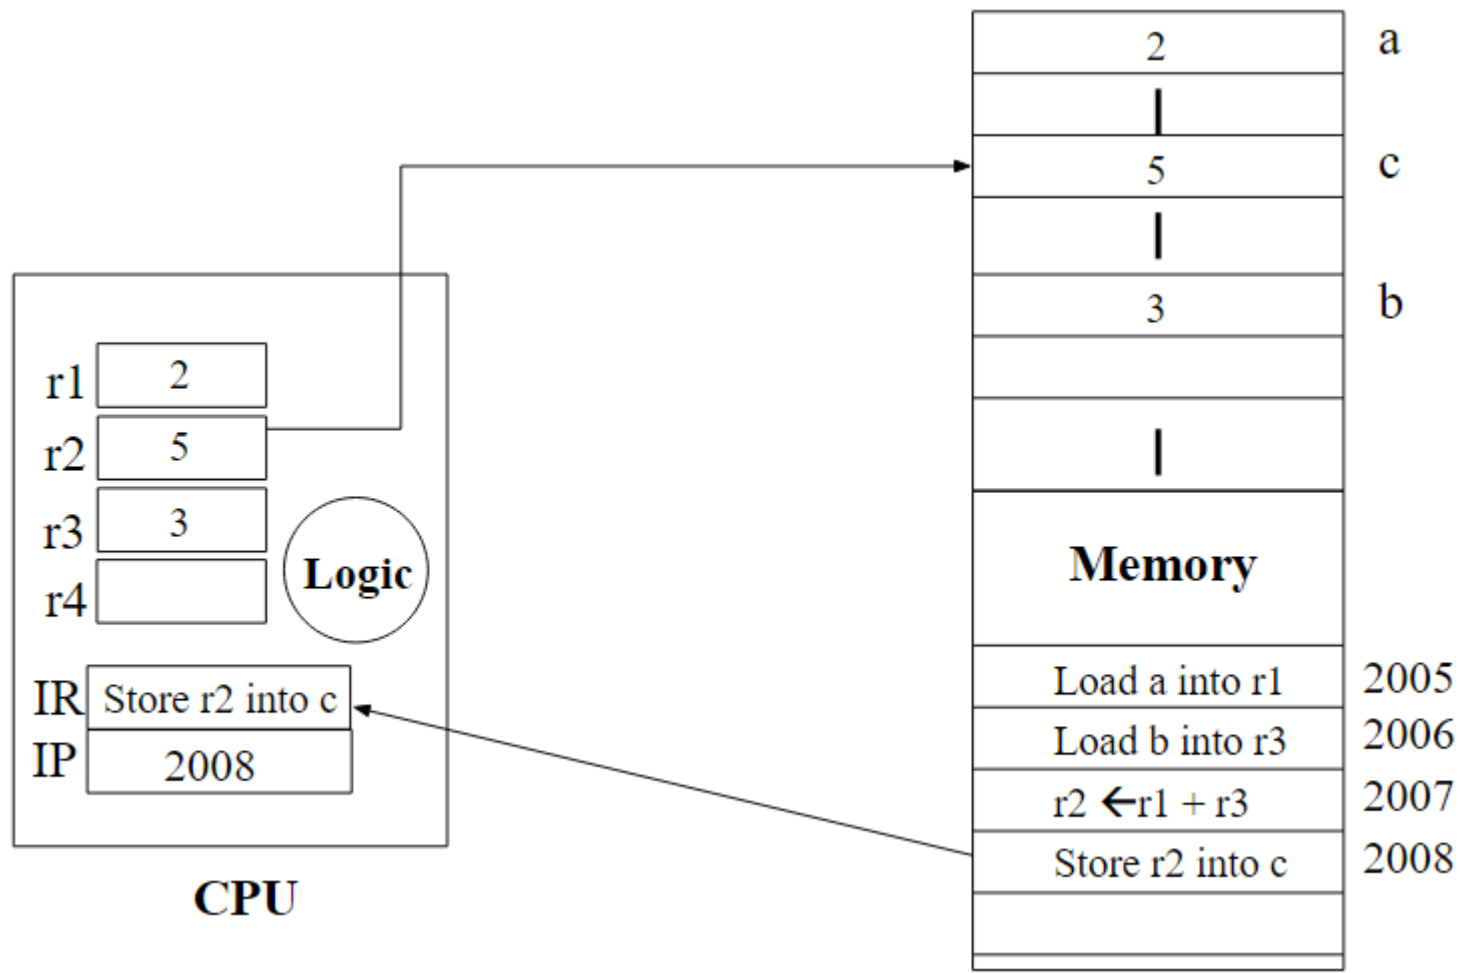 2 a
5 c
3 b
r1 2
r2 5
r3 3
r4
Logic
IR Store r2 into c
IP 2008
CPU
Memory
Load a into r1 2005
Load b into r3 2006
r2 ←r1 + r3 2007
Store r2 into c 2008